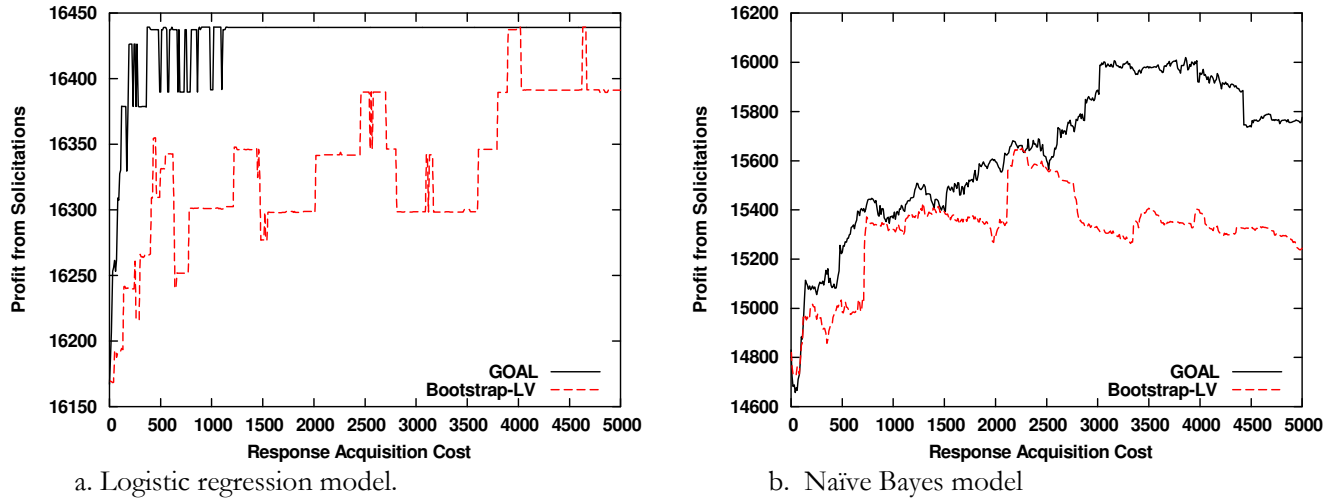 16450
16400
16350
16300
16250
16200
16150
Profit from Solicitations
0 500 1000 1500 2000 2500 3000 3500 4000 4500 5000
Response Acquisition Cost
GOAL
Bootstrap-LV
a. Logistic regression model.
16200
16000
15800
15600
15400
15200
15000
14800
14600
Profit from Solicitations
0 500 1000 1500 2000 2500 3000 3500 4000 4500 5000
Response Acquisition Cost
GOAL
Bootstrap-LV
b. Naïve Bayes model